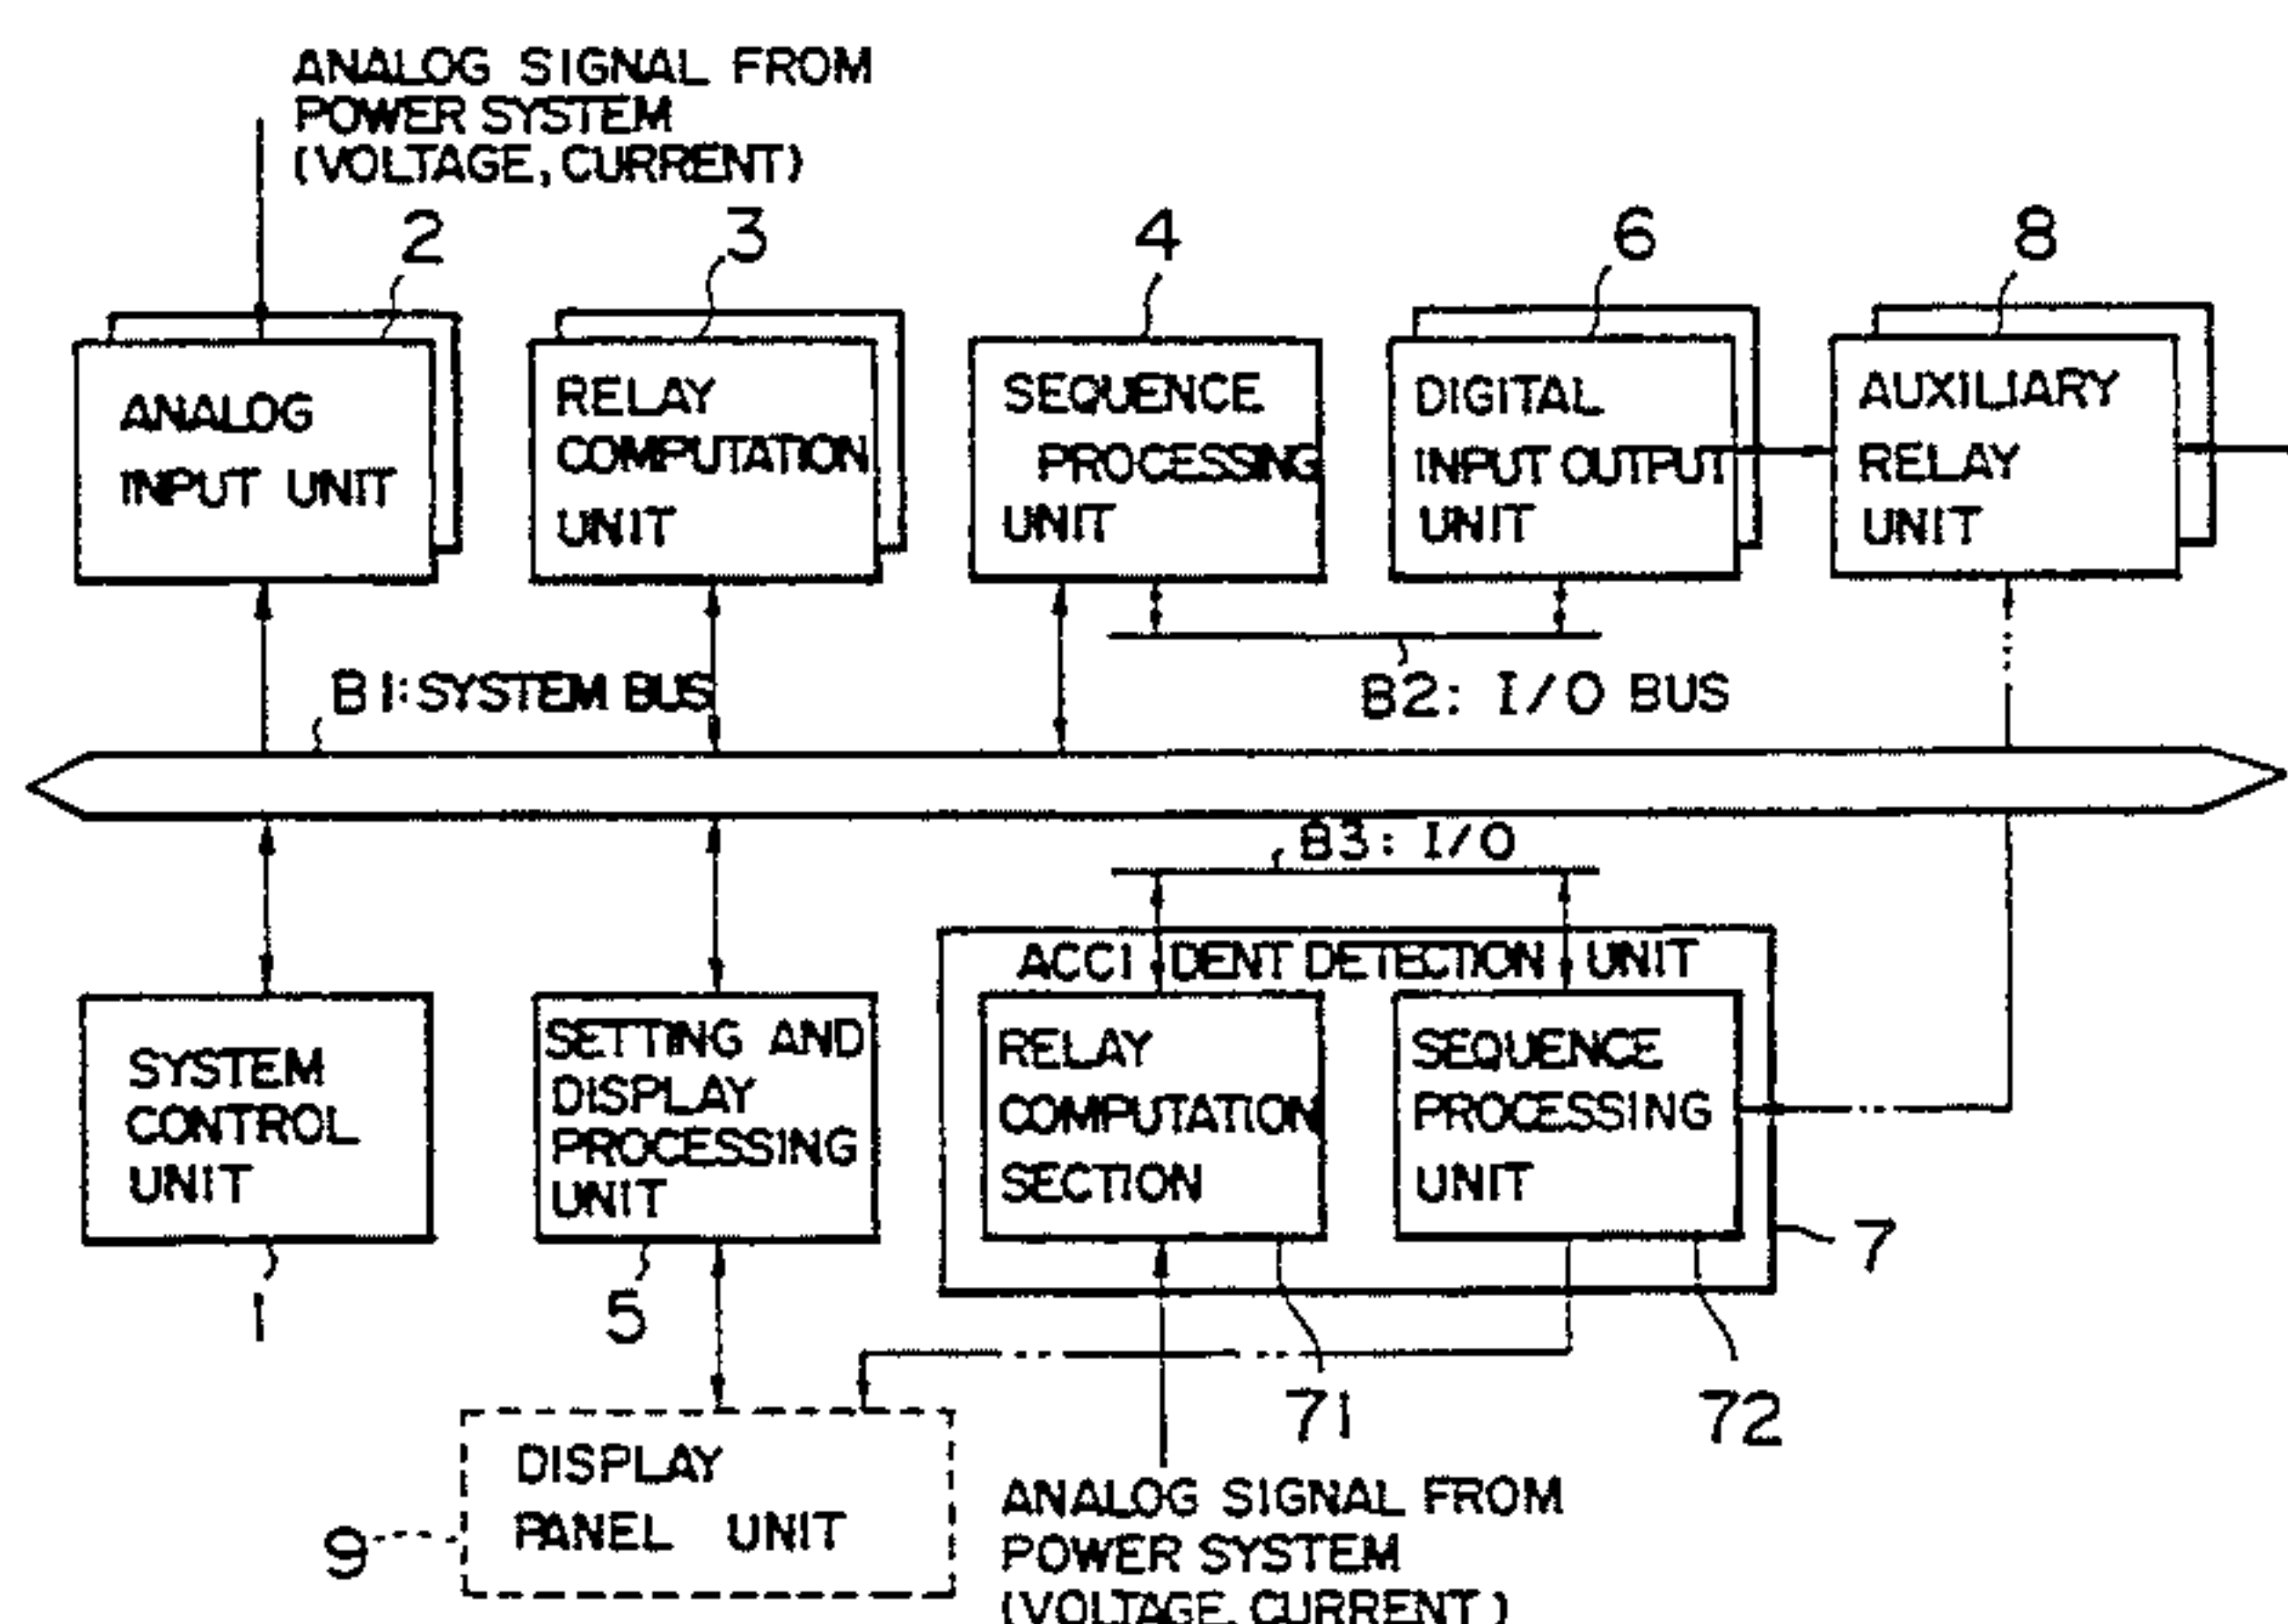 ANALOG SIGNAL FROM
POWER SYSTEM
(VOLTAGE, CURRENT)
2
3
4
6
8
ANALOG
INPUT UNIT
RELAY
COMPUTATION
UNIT
SEQUENCE
PROCESSING
UNIT
DIGITAL
INPUT OUTPUT
UNIT
AUXILIARY
RELAY
UNIT
B1: SYSTEM BUS
B2: I/O BUS
B3: I/O
ACCIDENT DETECTION UNIT
SYSTEM
CONTROL
UNIT
SETTING AND
DISPLAY
PROCESSING
UNIT
RELAY
COMPUTATION
SECTION
SEQUENCE
PROCESSING
UNIT
1
5
7
71
72
DISPLAY
PANEL UNIT
9
ANALOG SIGNAL FROM
POWER SYSTEM
(VOLTAGE, CURRENT)